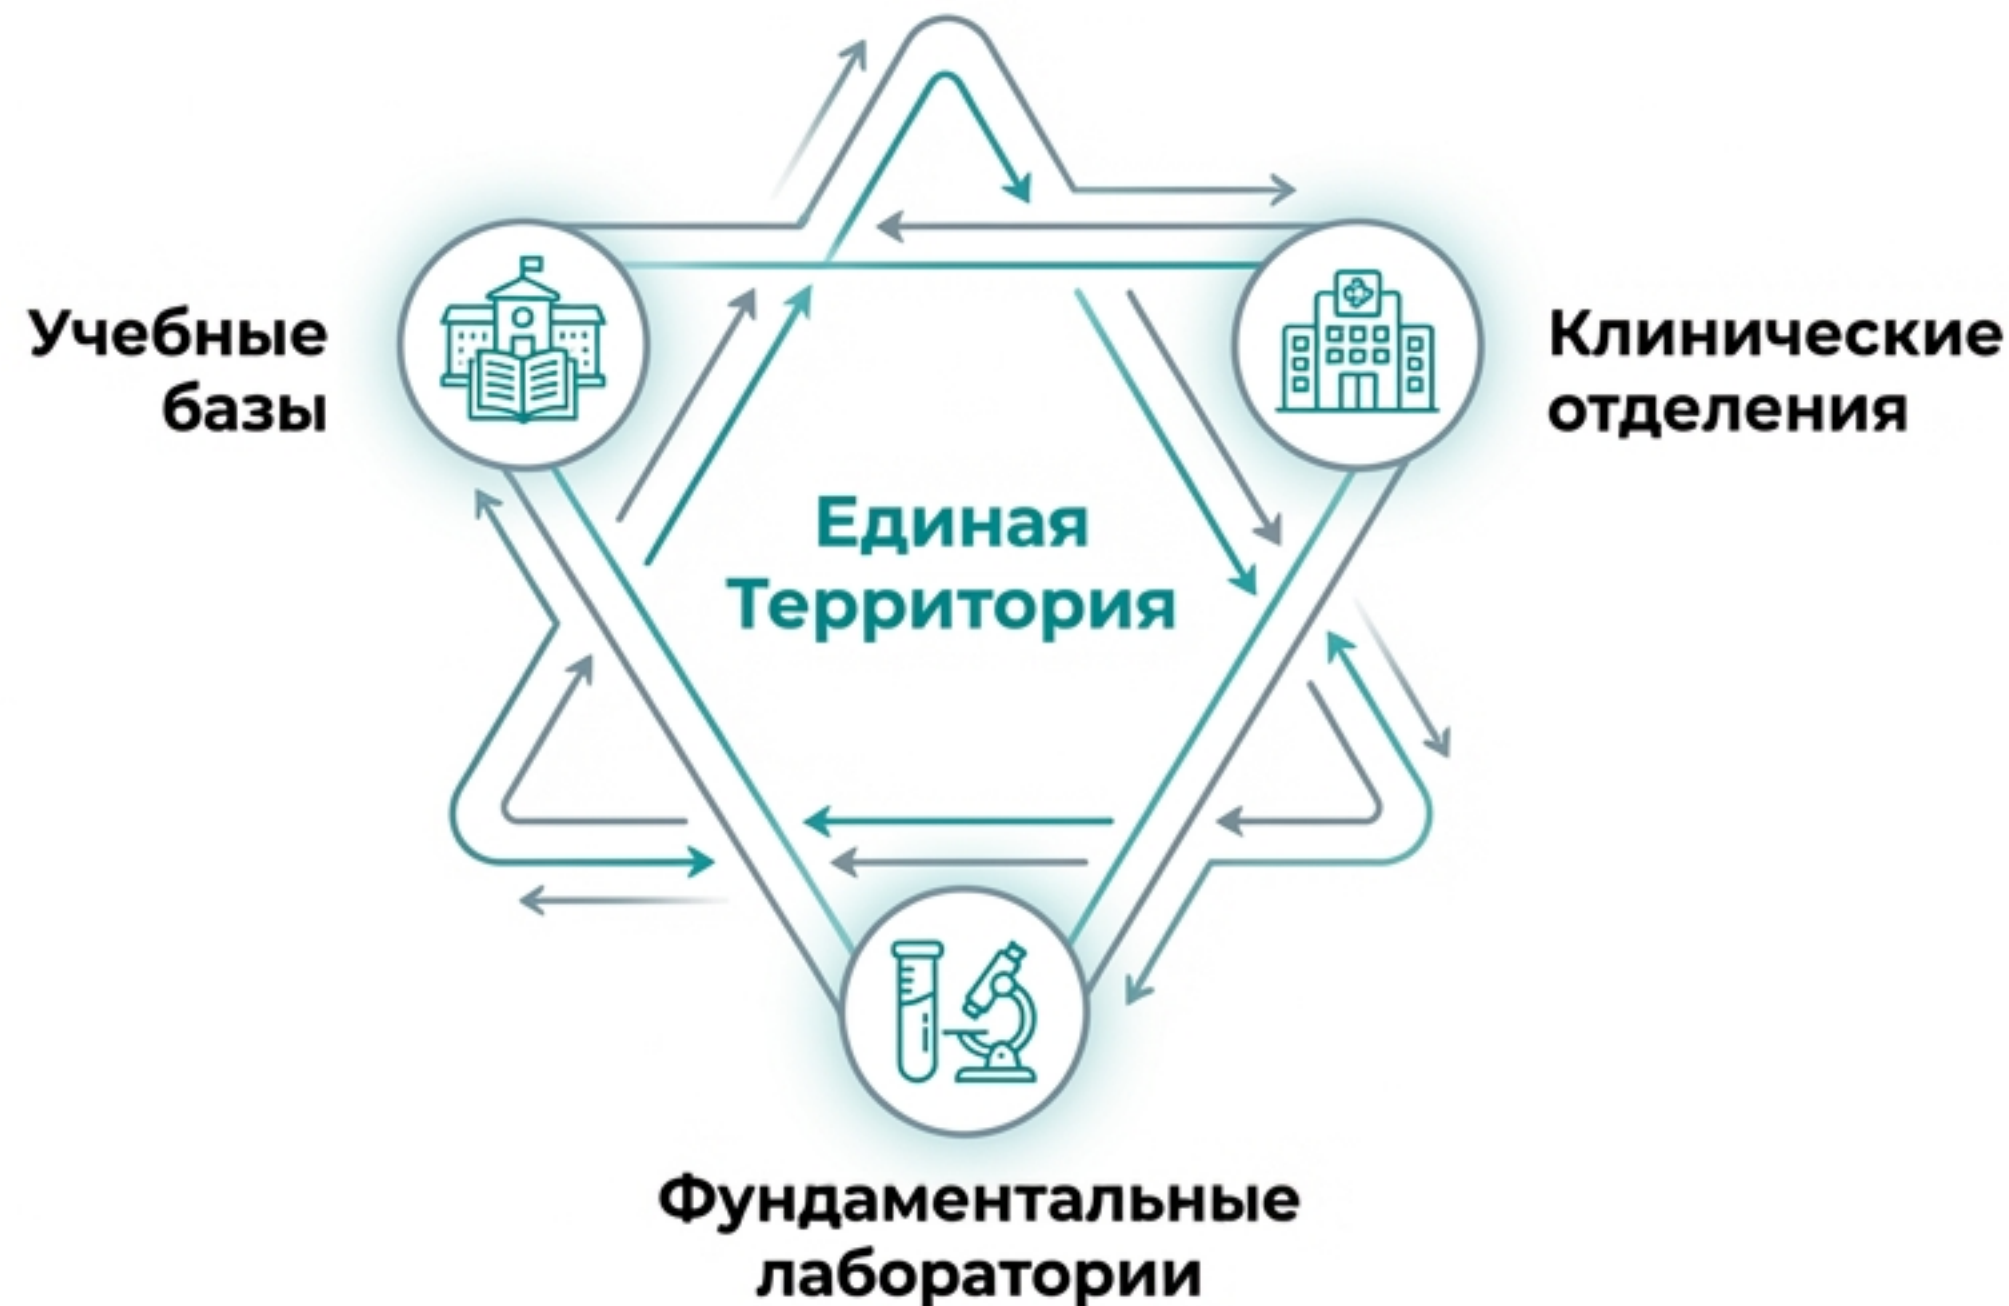 Учебные
базы
Клинические
отделения
Единая
Территория
Фундаментальные
лаборатории